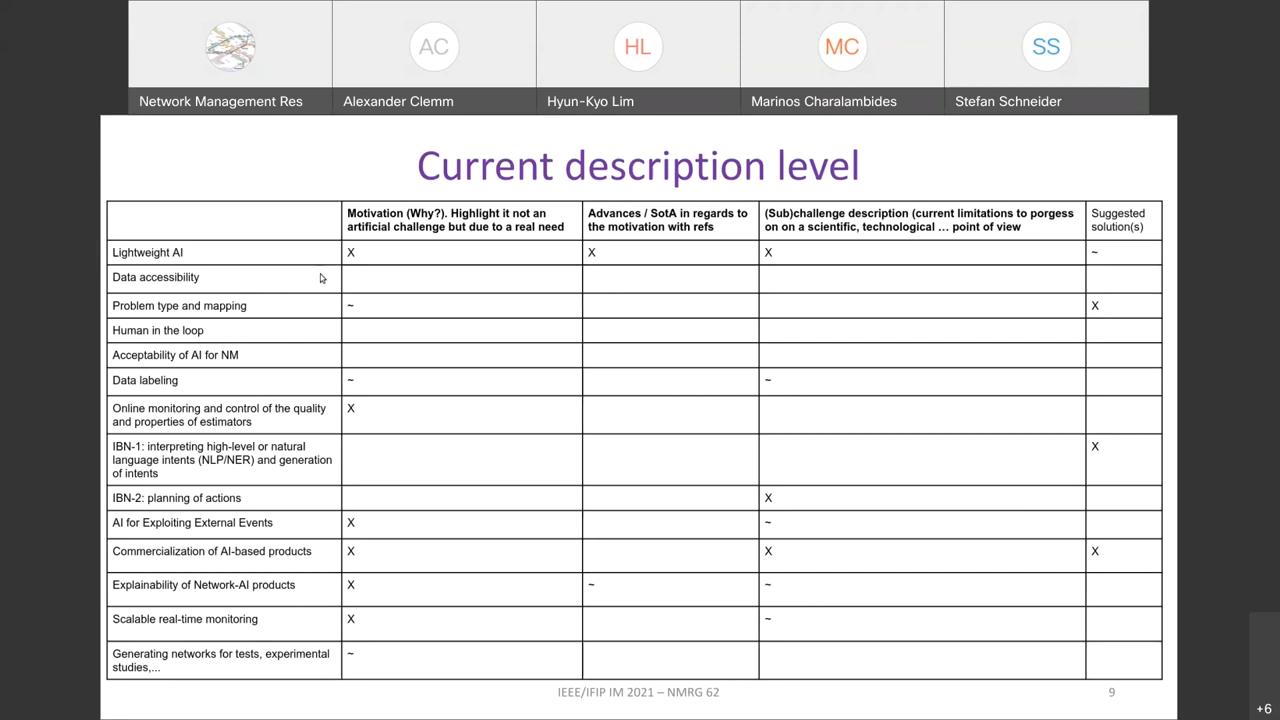 AC
HL
MC
SS
Network Management Res
Alexander Clemm
Hyun-Kyo Lim
Marinos Charalambides
Stefan Schneider
Current description level
Motivation (Why?). Highlight it not an
artificial challenge but due to a real need
Advances / SotA in regards to
the motivation with refs
(Sub)challenge description (current limitations to porgess
on on a scientific, technological … point of view
Suggested
solution(s)
Lightweight AI
X
X
X
~
Data accessibility
Problem type and mapping
~
X
Human in the loop
Acceptability of AI for NM
Data labeling
~
~
Online monitoring and control of the quality
and properties of estimators
X
IBN-1: interpreting high-level or natural
language intents (NLP/NER) and generation
of intents
X
IBN-2: planning of actions
X
AI for Exploiting External Events
X
~
Commercialization of AI-based products
X
X
X
Explainability of Network-AI products
X
~
~
Scalable real-time monitoring
X
~
Generating networks for tests, experimental
studies,...
~
IEEE/IFIP IM 2021 – NMRG 62
9
+6